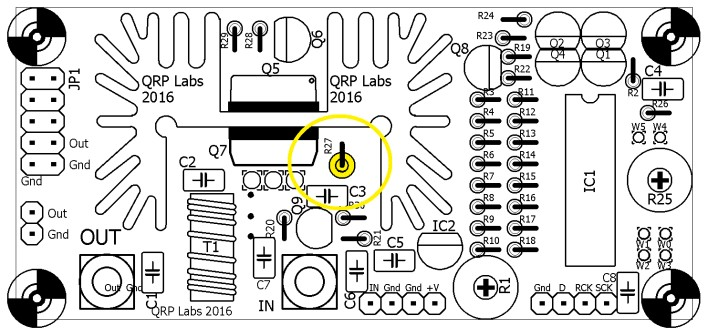 R24
R29
R28
Q6
R23
Q2
Q3
Q8
R19
JP1
QRP Labs
2016
Q5
QRP Labs
2016
Q4
Q1
R22
R2
C4
R3
R11
R26
R4
R12
W5
W4
Out
R5
R13
Q7
R27
Gnd
C2
R6
R14
IC1
Gnd
R7
R15
C3
R25
R8
R16
Q9
R30
Out
R20
R9
R17
IC2
Gnd
OUT
T1
R21
W1
W0
R10
R18
C5
W2
W3
C7
C6
C8
Out
Gnd
C1
QRP Labs 2016
IN
IN
Gnd
Gnd
+V
R1
Gnd
D
RCK
SCK